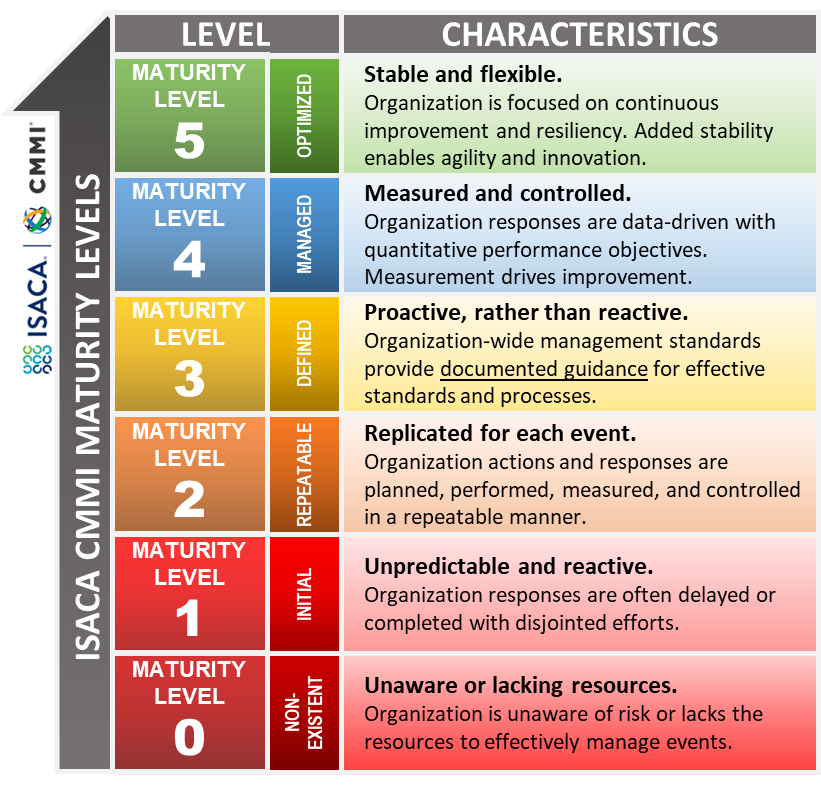 LEVEL
CHARACTERISTICS
MATURITY
LEVEL
5
OPTIMIZED
Stable and flexible.
Organization is focused on continuous
improvement and resiliency. Added stability
enables agility and innovation.
MATURITY
LEVEL
4
MANAGED
Measured and controlled.
Organization responses are data-driven with
quantitative performance objectives.
Measurement drives improvement.
MATURITY
LEVEL
3
DEFINED
Proactive, rather than reactive.
Organization-wide management standards
provide documented guidance for effective
standards and processes.
MATURITY
LEVEL
2
REPEATABLE
Replicated for each event.
Organization actions and responses are
planned, performed, measured, and controlled
in a repeatable manner.
MATURITY
LEVEL
1
INITIAL
Unpredictable and reactive.
Organization responses are often delayed or
completed with disjointed efforts.
MATURITY
LEVEL
0
NON-
EXISTENT
Unaware or lacking resources.
Organization is unaware of risk or lacks the
resources to effectively manage events.
ISACA CMMI MATURITY LEVELS
ISACA. | CMMI